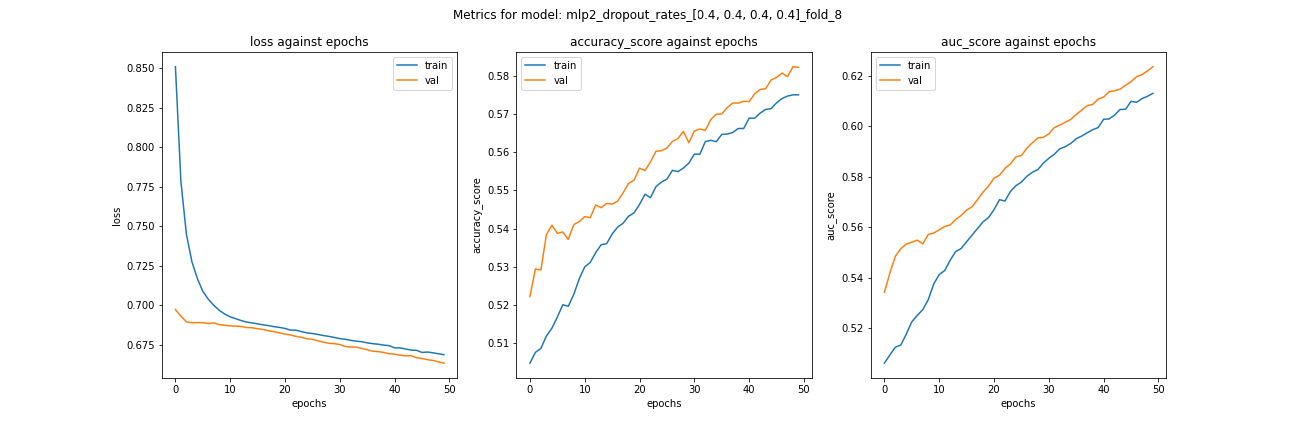 Metrics for model: mlp2_dropout_rates_[0.4, 0.4, 0.4, 0.4]_fold_8
loss against epochs
train
val
0.850
0.825
0.800
0.775
0.750
0.725
0.700
0.675
loss
0
10
20
30
40
50
epochs
accuracy_score against epochs
train
val
0.58
0.57
0.56
0.55
0.54
0.53
0.52
0.51
accuracy_score
0
10
20
30
40
50
epochs
auc_score against epochs
train
val
0.62
0.60
0.58
0.56
0.54
0.52
auc_score
0
10
20
30
40
50
epochs